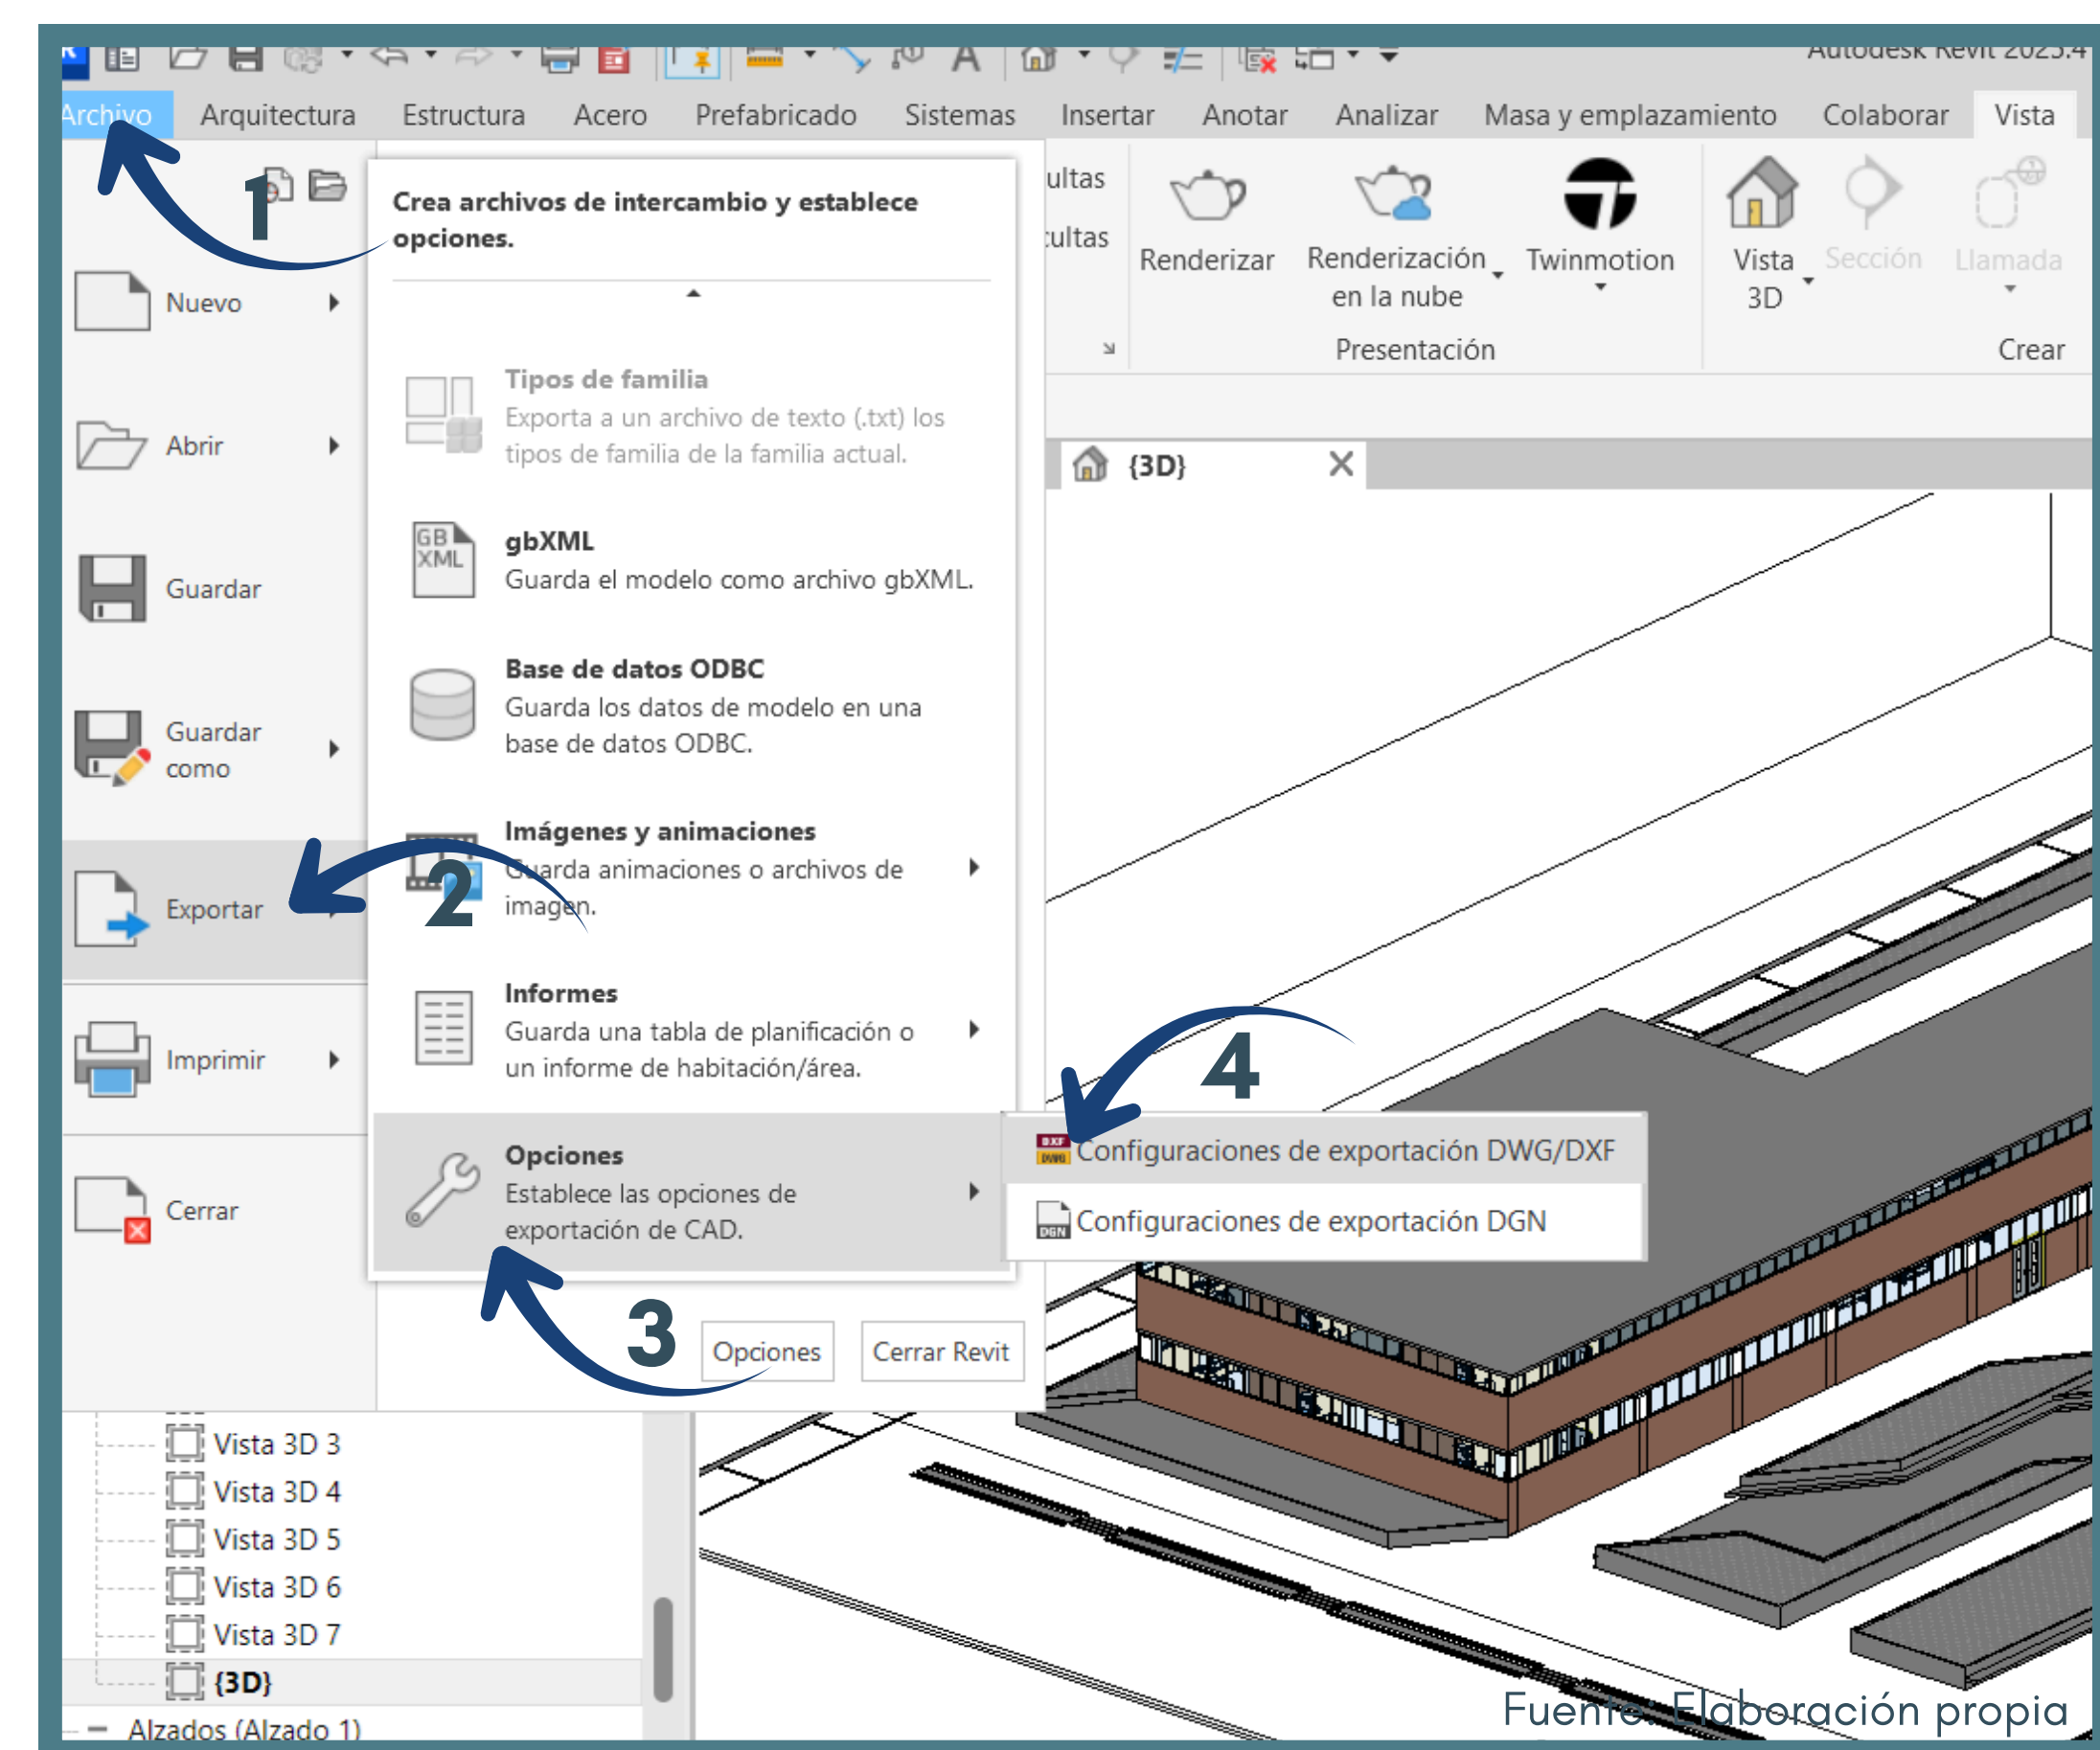 Autodesk Revit 2025.4
Archivo Arquitectura Estructura Acero Prefabricado Sistemas Insertar Anotar Analizar Masa y emplazamiento Colaborar Vista
1
Crea archivos de intercambio y establece
opciones.
Nuevo
Abrir
Guardar
Guardar
como
Exportar
Imprimir
Cerrar
Tipos de familia
Exporta a un archivo de texto (.txt) los
tipos de familia de la familia actual.
GB
XML
gbXML
Guarda el modelo como archivo gbXML.
Base de datos ODBC
Guarda los datos de modelo en una
base de datos ODBC.
Imágenes y animaciones
Guarda animaciones o archivos de
imagen.
2
Informes
Guarda una tabla de planificación o
un informe de habitación/área.
Opciones
Establece las opciones de
exportación de CAD.
3
Opciones
Cerrar Revit
4
DXF
DWG
Configuraciones de exportación DWG/DXF
DGN
Configuraciones de exportación DGN
ultas
cultas
Renderizar
Renderización
en la nube
Twinmotion
Vista
3D
Sección
Llamada
Presentación
Crear
{3D}
Vista 3D 3
Vista 3D 4
Vista 3D 5
Vista 3D 6
Vista 3D 7
{3D}
Alzados (Alzado 1)
Fuente: Elaboración propia